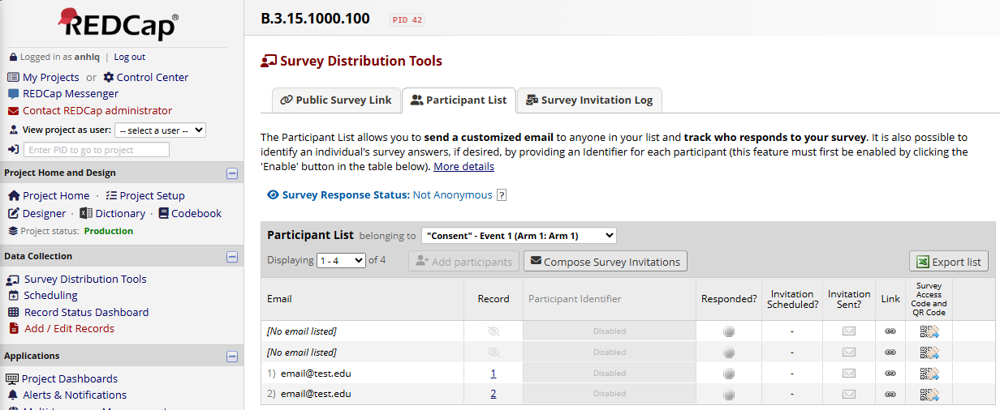 REDCap®
Logged in as anhlq | Log out
My Projects or Control Center
REDCap Messenger
Contact REDCap administrator
View project as user: -- select a user --
Enter PID to go to project
Project Home and Design
Project Home · Project Setup
Designer · Dictionary · Codebook
Project status: Production
Data Collection
Survey Distribution Tools
Scheduling
Record Status Dashboard
Add / Edit Records
Applications
Project Dashboards
Alerts & Notifications
B.3.15.1000.100 PID 42
Survey Distribution Tools
Public Survey Link Participant List Survey Invitation Log
The Participant List allows you to send a customized email to anyone in your list and track who responds to your survey. It is also possible to
identify an individual's survey answers, if desired, by providing an Identifier for each participant (this feature must first be enabled by clicking the
'Enable' button in the table below). More details
Survey Response Status: Not Anonymous ?
Participant List belonging to "Consent" - Event 1 (Arm 1: Arm 1)
Displaying 1 - 4 of 4 Add participants Compose Survey Invitations Export list
Email Record Participant Identifier Responded? Invitation Scheduled? Invitation Sent? Link Survey Access Code and QR Code
[No email listed] Disabled -
[No email listed] Disabled -
1) email@test.edu 1 Disabled -
2) email@test.edu 2 Disabled -